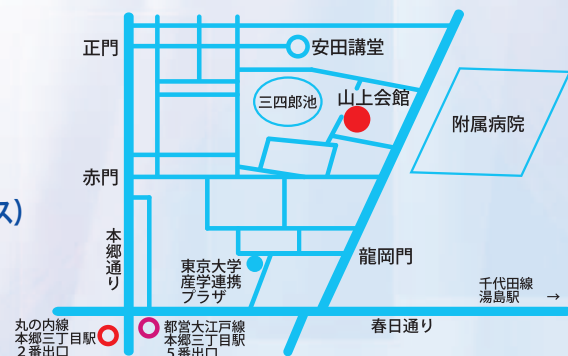 正門
安田講堂
三四郎池
山上会館
附属病院
赤門
ス)
本郷通り
東京大学
産学連携
プラザ
龍岡門
千代田線
湯島駅 →
春日通り
丸の内線
本郷三丁目駅
2番出口
都営大江戸線
本郷三丁目駅
5番出口